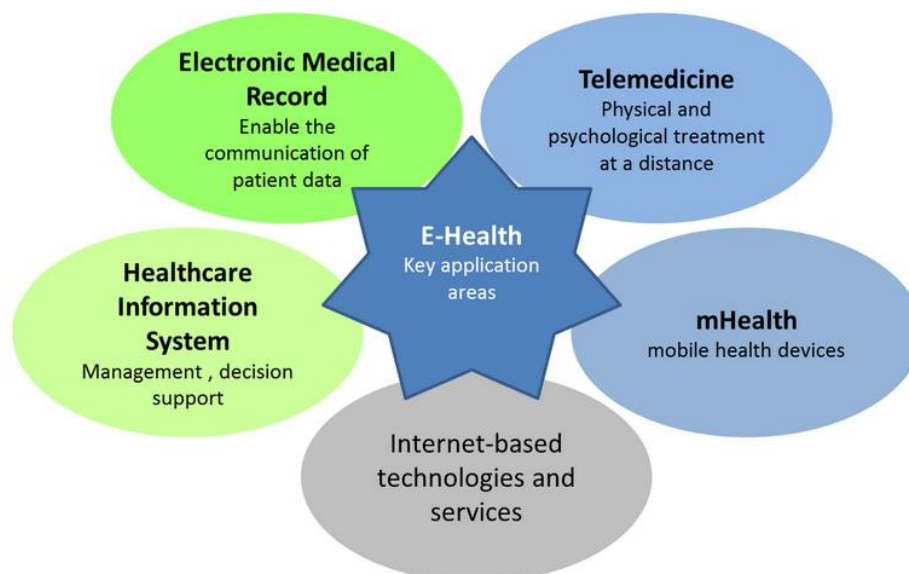 Electronic Medical
Record
Enable the
communication of
patient data
Telemedicine
Physical and
psychological treatment
at a distance
E-Health
Key application
areas
Healthcare
Information
System
Management , decision
support
mHealth
mobile health devices
Internet-based
technologies and
services